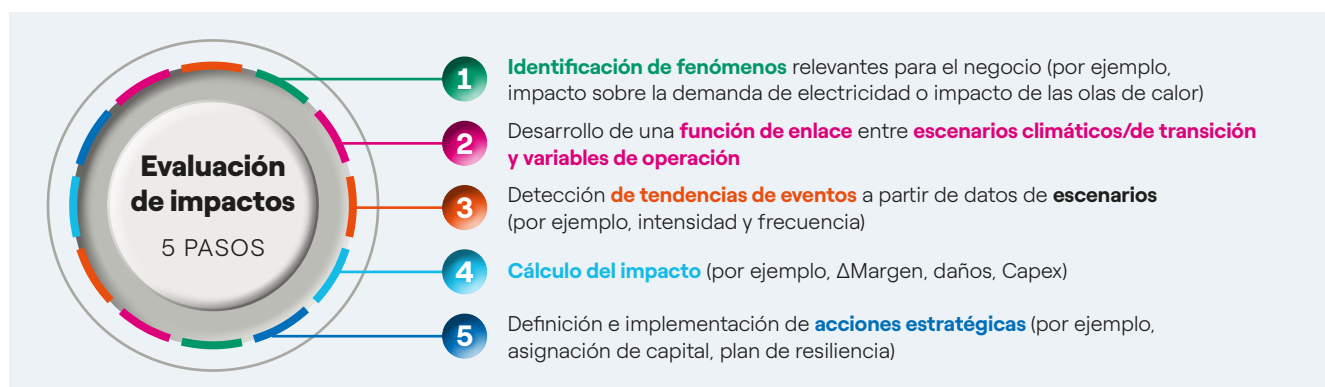 Evaluación
de impactos
5 PASOS
1
Identificación de fenómenos relevantes para el negocio (por ejemplo,
impacto sobre la demanda de electricidad o impacto de las olas de calor)
2
Desarrollo de una función de enlace entre escenarios climáticos/de transición
y variables de operación
3
Detección de tendencias de eventos a partir de datos de escenarios
(por ejemplo, intensidad y frecuencia)
4
Cálculo del impacto (por ejemplo, ΔMargen, daños, Capex)
5
Definición e implementación de acciones estratégicas (por ejemplo,
asignación de capital, plan de resiliencia)